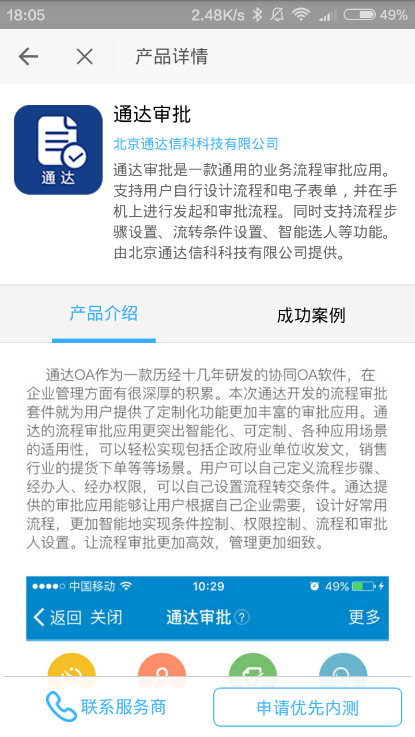 18:05
2.48K/s
49%
产品详情
通达审批
北京通达信科科技有限公司
通达
通达审批是一款通用的业务流程审批应用。
支持用户自行设计流程和电子表单，并在手
机上进行发起和审批流程。同时支持流程步
骤设置、流转条件设置、智能选人等功能。
由北京通达信科科技有限公司提供。
产品介绍
成功案例
通达OA作为一款历经十几年研发的协同OA软件，在
企业管理方面有很深厚的积累。本次通达开发的流程审批
套件就为用户提供了定制化功能更加丰富的审批应用。通
达的流程审批应用更突出智能化、可定制、各种应用场景
的适用性，可以轻松实现包括企政府业单位收发文，销售
行业的提货下单等等场景。用户可以自己定义流程步骤、
经办人、经办权限，可以自己设置流程转交条件。通达提
供的审批应用能够让用户根据自己企业需要，设计好常用
流程，更加智能地实现条件控制、权限控制、流程和审批
人设置。让流程审批更加高效，管理更加细致。
中国移动
10:29
49%
返回 关闭
通达审批?
更多
联系服务商
申请优先内测